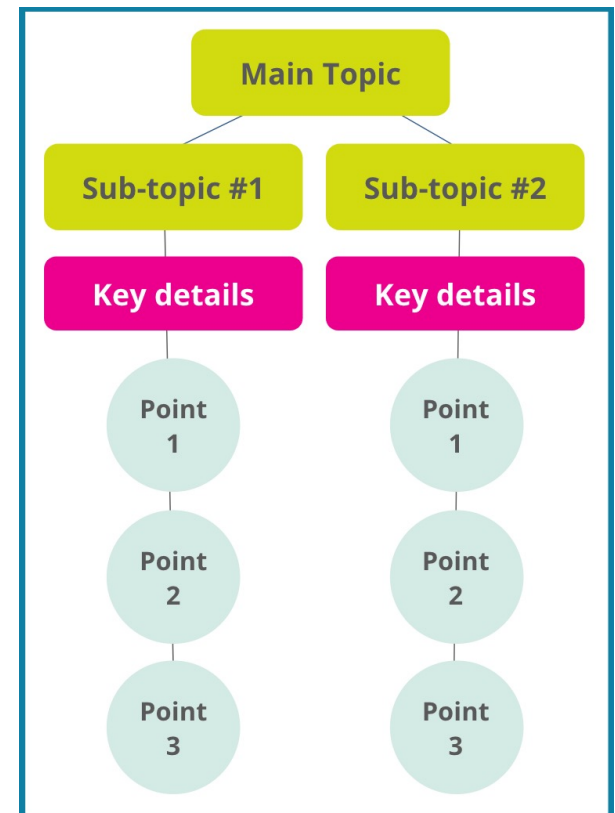 Main Topic
Sub-topic #1
Sub-topic #2
Key details
Key details
Point
1
Point
1
Point
2
Point
2
Point
3
Point
3